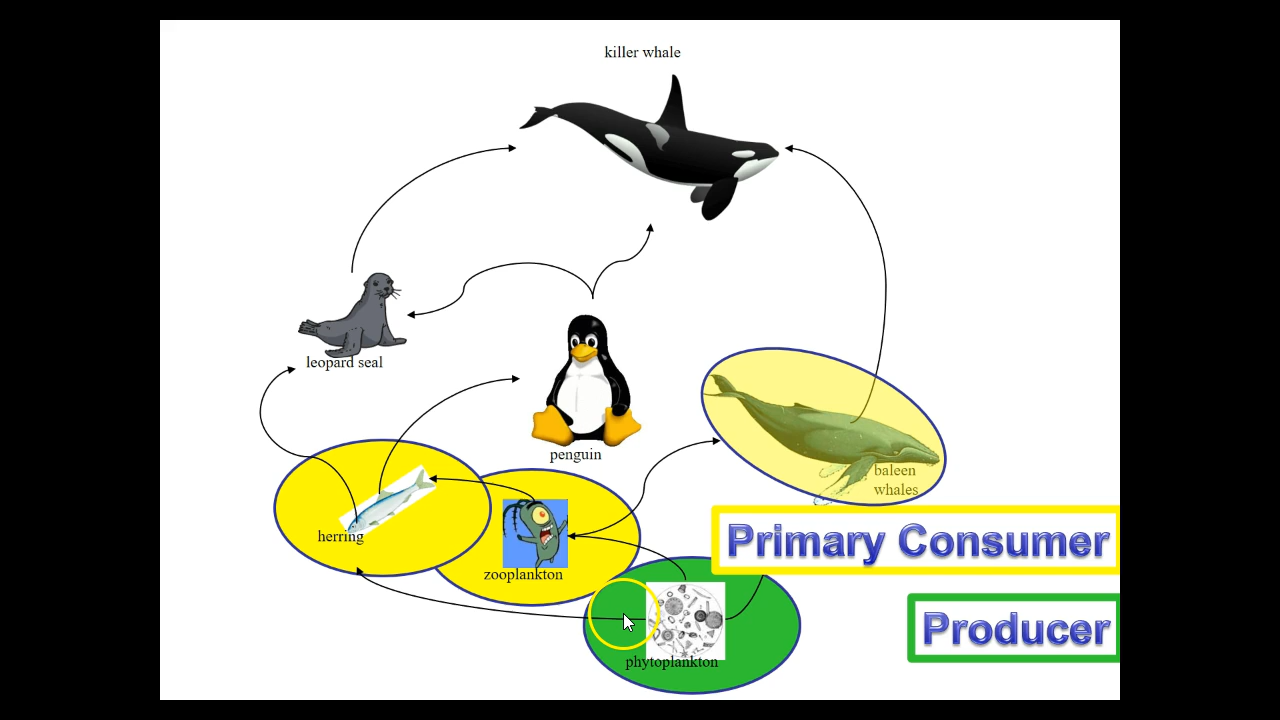 killer whale
leopard seal
penguin
baleen
whales
herring
zooplankton
Primary Consumer
Producer
phytoplankton